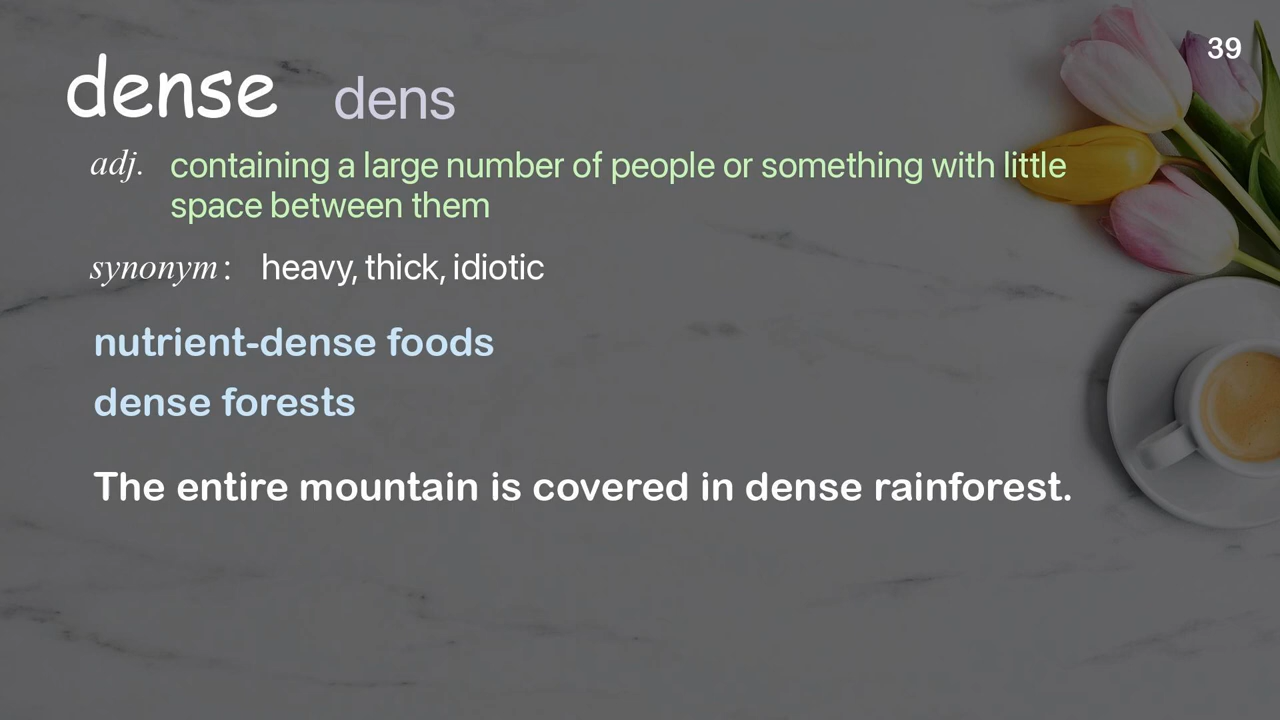 39
dense dens
adj. containing a large number of people or something with little
space between them
synonym: heavy, thick, idiotic
nutrient-dense foods
dense forests
The entire mountain is covered in dense rainforest.